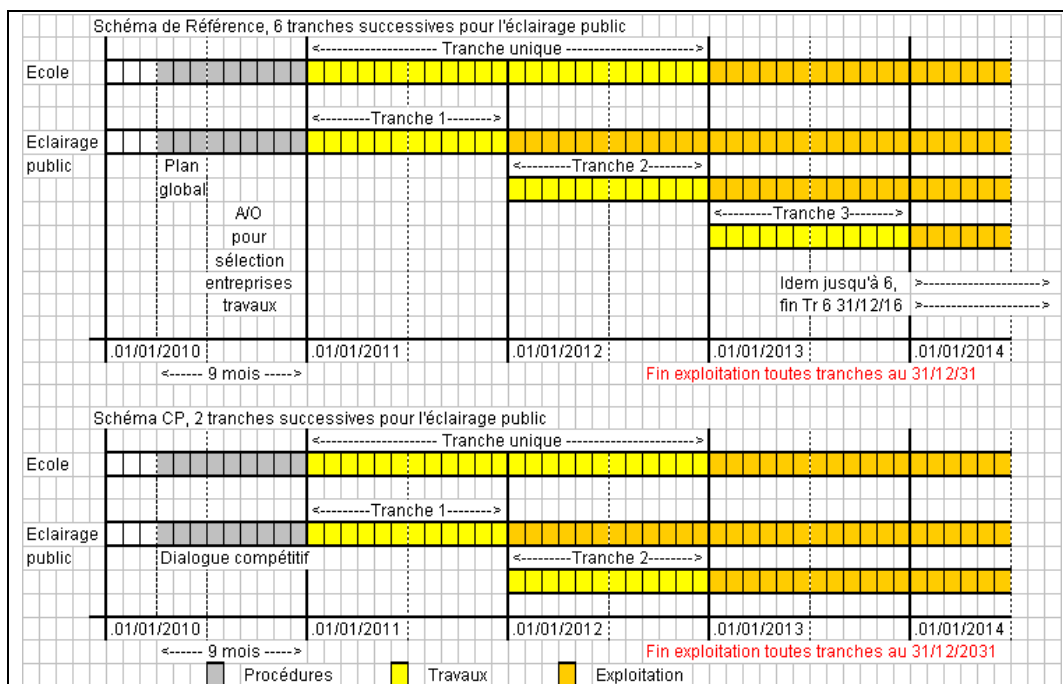 Schéma de Référence, 6 tranches successives pour l'éclairage public
<-------------------- Tranche unique ---------------------->
Ecole
<---------Tranche 1-------->
Eclairage
public
Plan
global
<---------Tranche 2-------->
A/O
pour
sélection
entreprises
travaux
<---------Tranche 3-------->
Idem jusqu'à 6, >----------------------->
fin Tr 6 31/12/16 >----------------------->
.01/01/2010 .01/01/2011 .01/01/2012 .01/01/2013 .01/01/2014
<------ 9 mois ----->
Fin exploitation toutes tranches au 31/12/31
Schéma CP, 2 tranches successives pour l'éclairage public
<-------------------- Tranche unique ---------------------->
Ecole
<---------Tranche 1-------->
Eclairage
public
Dialogue compétitif
<---------Tranche 2-------->
.01/01/2010 .01/01/2011 .01/01/2012 .01/01/2013 .01/01/2014
<------ 9 mois ----->
Fin exploitation toutes tranches au 31/12/2031
Procédures Travaux Exploitation